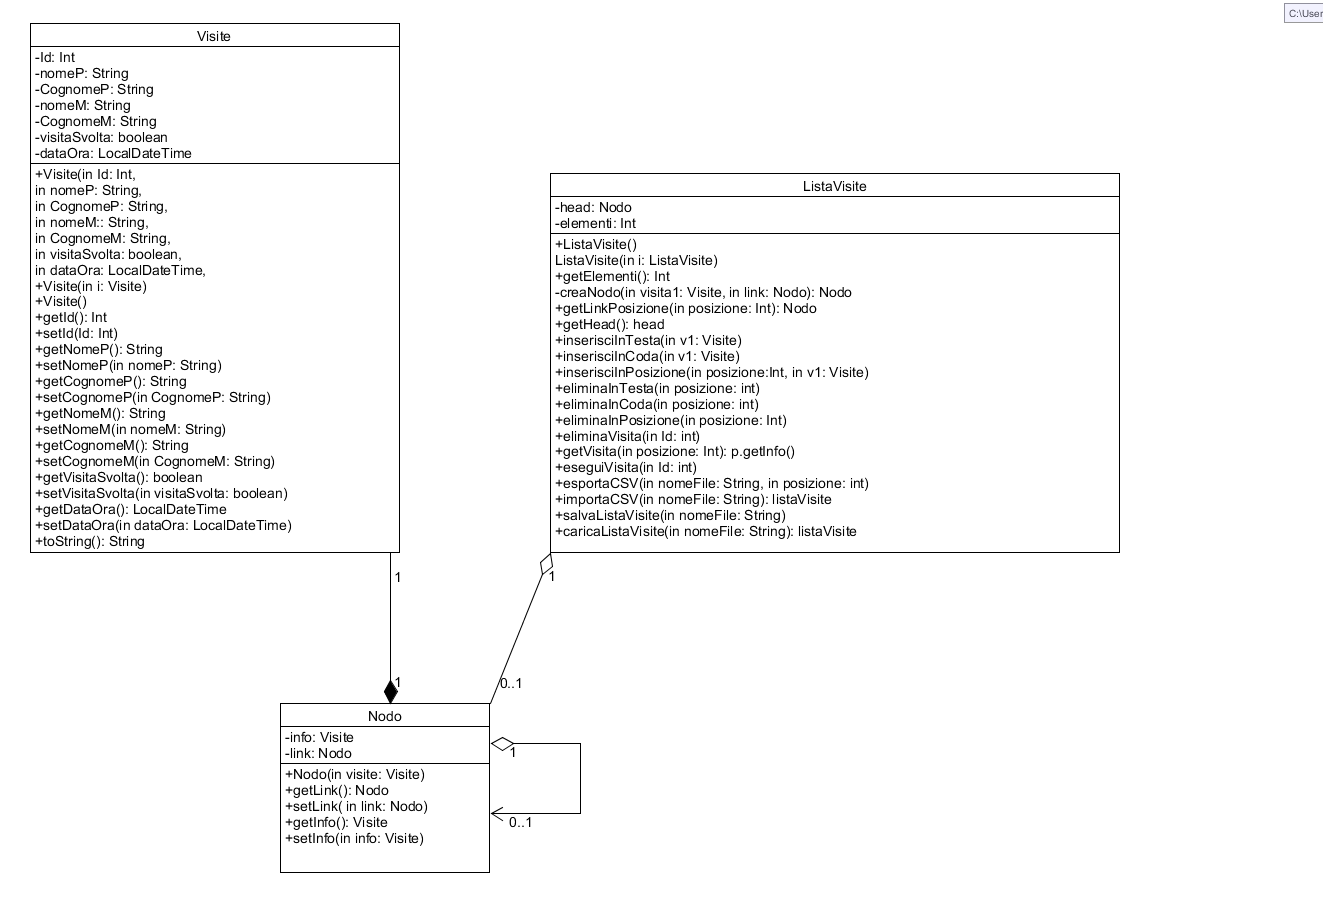 C:\User
Visite
-Id: Int
-nomeP: String
-CognomeP: String
-nomeM: String
-CognomeM: String
-visitaSvolta: boolean
-dataOra: LocalDateTime
+Visite(in Id: Int,
in nomeP: String,
in CognomeP: String,
in nomeM:: String,
in CognomeM: String,
in visitaSvolta: boolean,
in dataOra: LocalDateTime,
+Visite(in i: Visite)
+Visite()
+getId(): Int
+setId(Id: Int)
+getNomeP(): String
+setNomeP(in nomeP: String)
+getCognomeP(): String
+setCognomeP(in CognomeP: String)
+getNomeM(): String
+setNomeM(in nomeM: String)
+getCognomeM(): String
+setCognomeM(in CognomeM: String)
+getVisitaSvolta(): boolean
+setVisitaSvolta(in visitaSvolta: boolean)
+getDataOra(): LocalDateTime
+setDataOra(in dataOra: LocalDateTime)
+toString(): String
ListaVisite
-head: Nodo
-elementi: Int
+ListaVisite()
ListaVisite(in i: ListaVisite)
+getElementi(): Int
-creaNodo(in visita1: Visite, in link: Nodo): Nodo
+getLinkPosizione(in posizione: Int): Nodo
+getHead(): head
+inserisciInTesta(in v1: Visite)
+inserisciInCoda(in v1: Visite)
+inserisciInPosizione(in posizione:Int, in v1: Visite)
+eliminaInTesta(in posizione: int)
+eliminaInCoda(in posizione: int)
+eliminaInPosizione(in posizione: Int)
+eliminaVisita(in Id: int)
+getVisita(in posizione: Int): p.getInfo()
+eseguiVisita(in Id: int)
+esportaCSV(in nomeFile: String, in posizione: int)
+importaCSV(in nomeFile: String): listaVisite
+salvaListaVisite(in nomeFile: String)
+caricaListaVisite(in nomeFile: String): listaVisite
1
1
1
0..1
Nodo
-info: Visite
-link: Nodo
+Nodo(in visite: Visite)
+getLink(): Nodo
+setLink( in link: Nodo)
+getInfo(): Visite
+setInfo(in info: Visite)
1
0..1